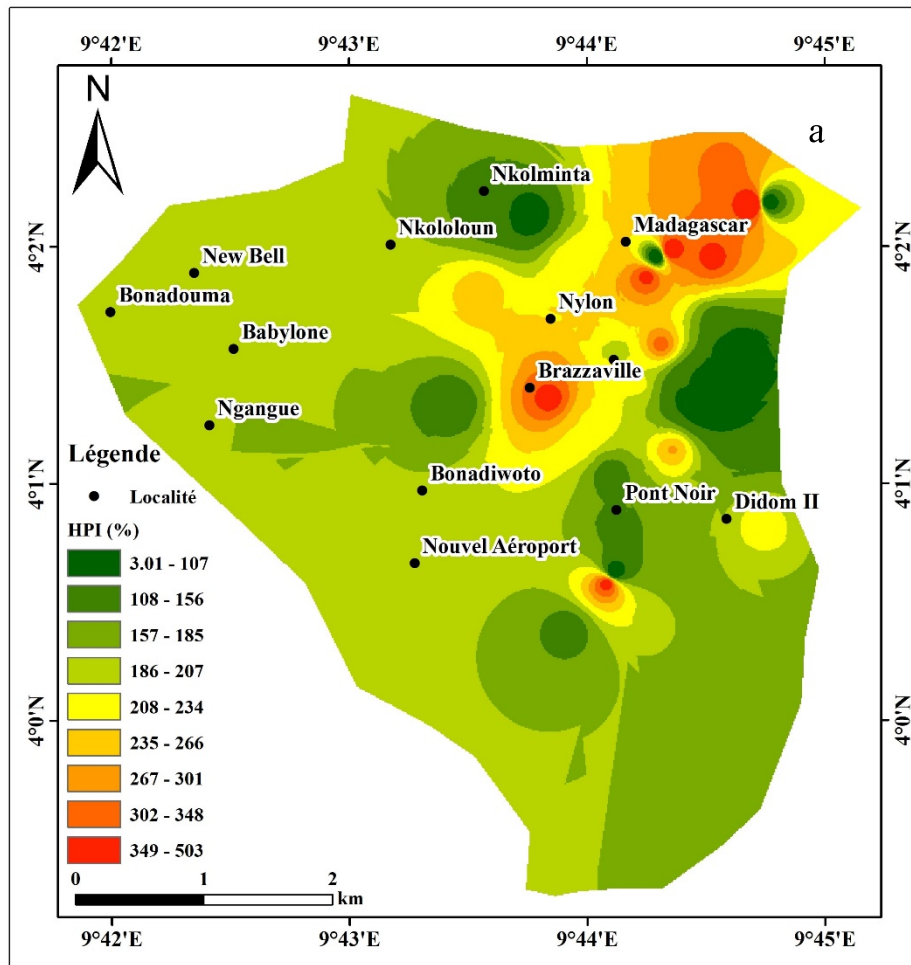 9°42'E 9°43'E 9°44'E 9°45'E
N
a
Nkolminta
Madagascar
Nkololoun
4°2'N
4°2'N
New Bell
Bonadouma
Nylon
Babylone
Brazzaville
Ngangue
Légende
Localité
Bonadiwoto
4°1'N
4°1'N
Pont Noir
Didom II
HPI (%)
Nouvel Aéroport
3.01 - 107
108 - 156
157 - 185
186 - 207
208 - 234
235 - 266
267 - 301
302 - 348
349 - 503
4°0'N
4°0'N
0 1 2
km
9°42'E 9°43'E 9°44'E 9°45'E